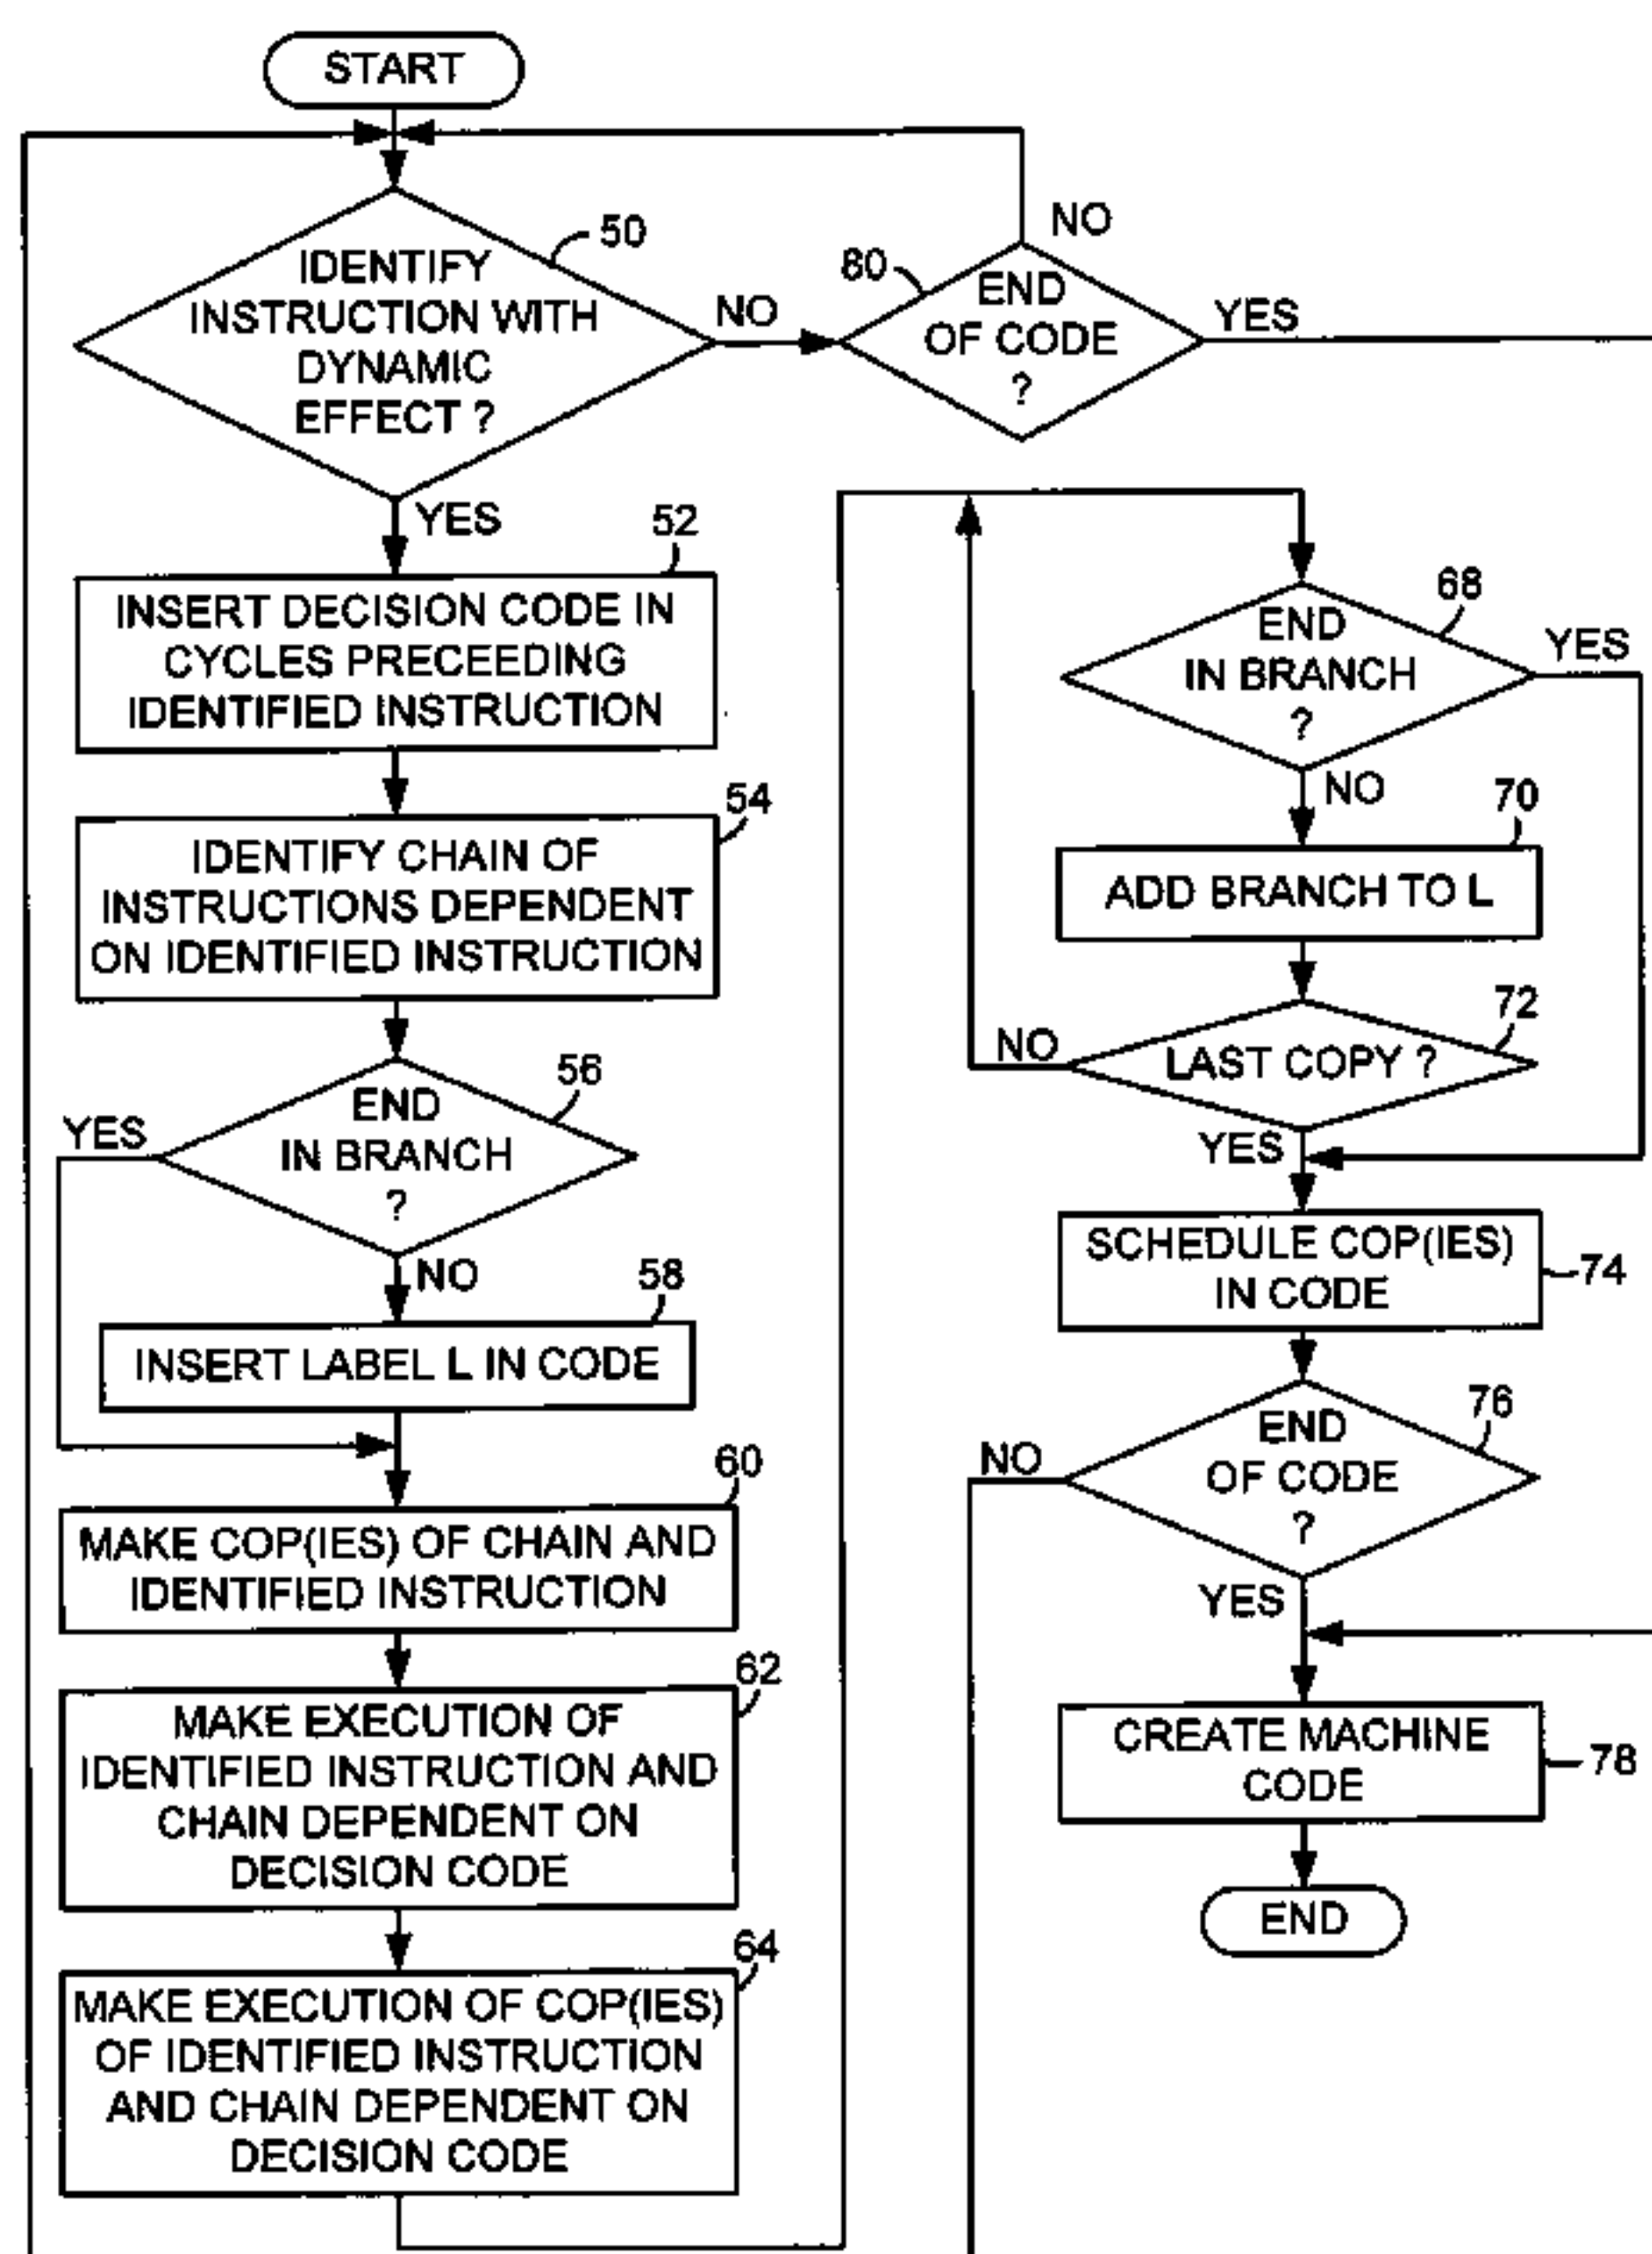 START
50
IDENTIFY
INSTRUCTION WITH
DYNAMIC
EFFECT ?
NO
YES
80
END
OF CODE
?
NO
YES
52
INSERT DECISION CODE IN
CYCLES PRECEEDING
IDENTIFIED INSTRUCTION
54
IDENTIFY CHAIN OF
INSTRUCTIONS DEPENDENT
ON IDENTIFIED INSTRUCTION
56
END
IN BRANCH
?
YES
NO
58
INSERT LABEL L IN CODE
60
MAKE COP(IES) OF CHAIN AND
IDENTIFIED INSTRUCTION
62
MAKE EXECUTION OF
IDENTIFIED INSTRUCTION AND
CHAIN DEPENDENT ON
DECISION CODE
64
MAKE EXECUTION OF COP(IES)
OF IDENTIFIED INSTRUCTION
AND CHAIN DEPENDENT ON
DECISION CODE
68
END
IN BRANCH
?
YES
NO
70
ADD BRANCH TO L
72
LAST COPY ?
NO
YES
SCHEDULE COP(IES)
IN CODE
74
76
END
OF CODE
?
NO
YES
CREATE MACHINE
CODE
78
END